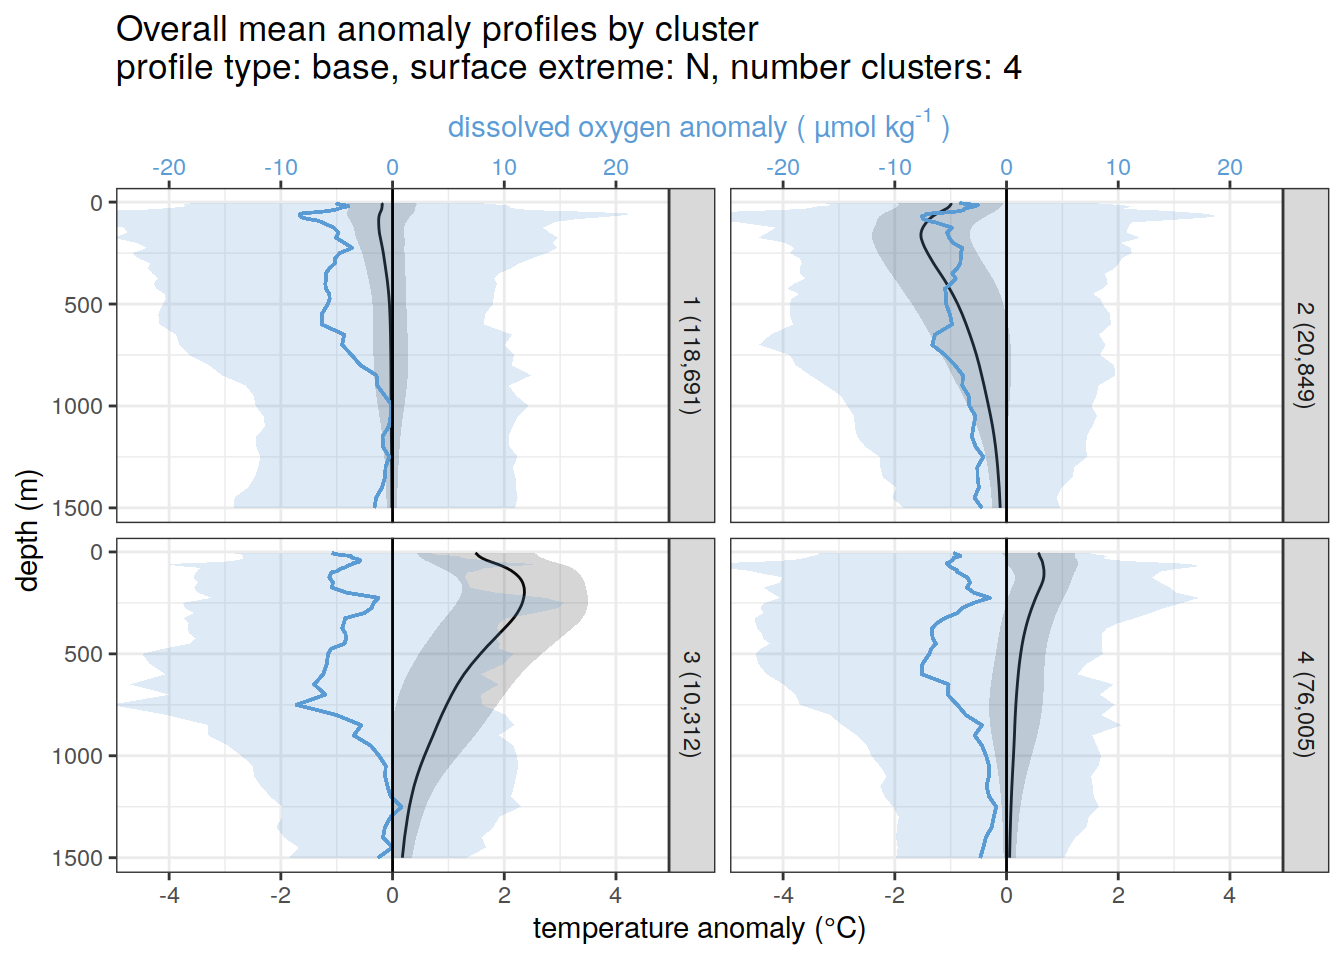 Overall mean anomaly profiles by cluster
profile type: base, surface extreme: N, number clusters: 4
dissolved oxygen anomaly ( µmol kg-1 )
-20 -10 0 10 20 -20 -10 0 10 20
0
500
1000
1500
1 (118,691)
2 (20,849)
depth (m)
0
500
1000
1500
3 (10,312)
4 (76,005)
-4 -2 0 2 4 -4 -2 0 2 4
temperature anomaly (°C)